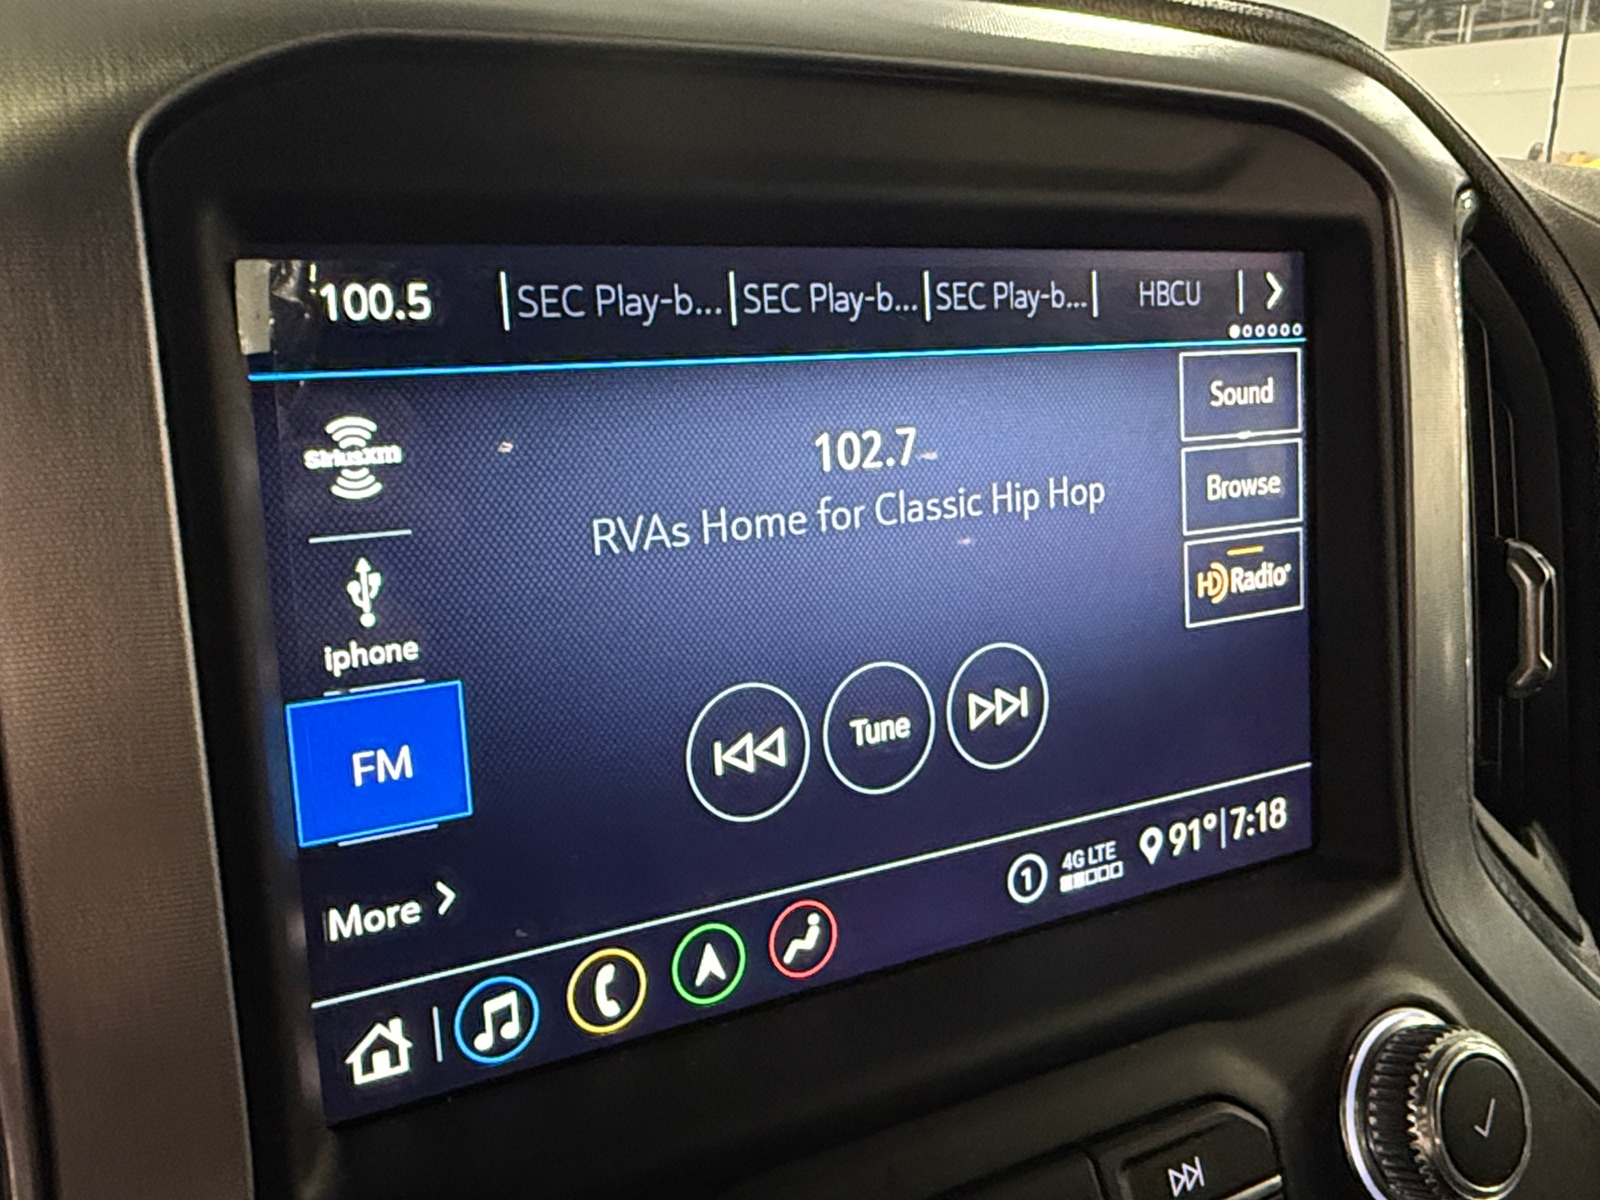 100.5 | SEC Play-b... | SEC Play-b... | SEC Play-b... | HBCU |
siriusxm
102.7
RVAs Home for Classic Hip Hop
Sound
Browse
HD Radio
iphone
FM
Tune
More
1 4G LTE 91° | 7:18